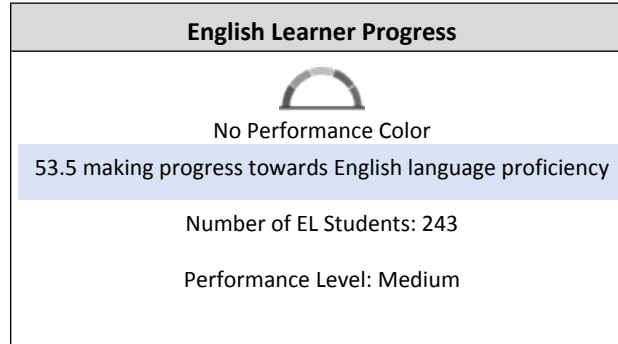 English Learner Progress
No Performance Color
53.5 making progress towards English language proficiency
Number of EL Students: 243
Performance Level: Medium